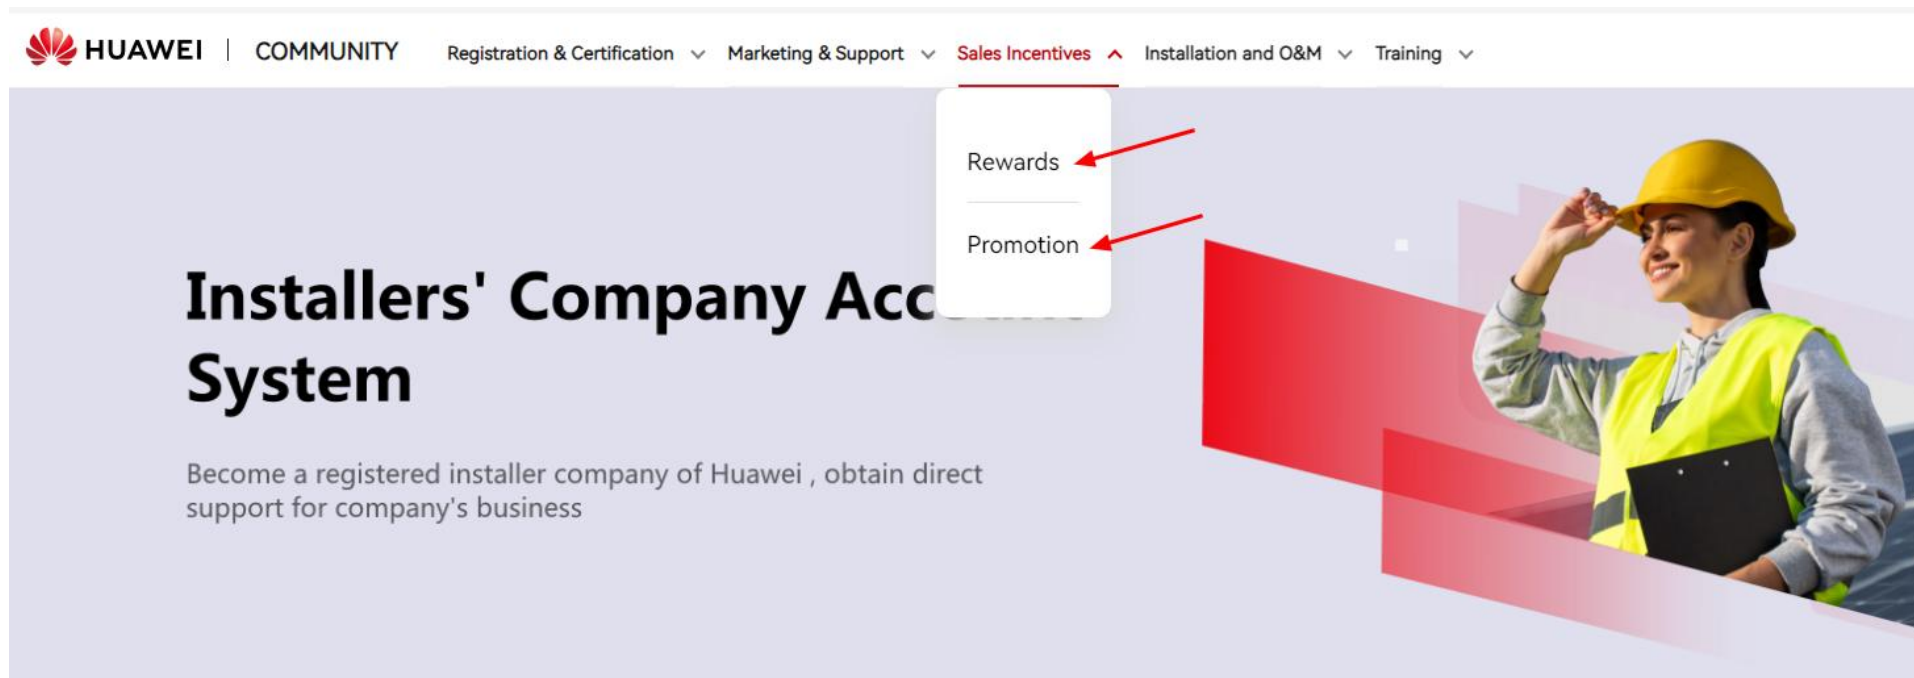 HUAWEI | COMMUNITY Registration & Certification Marketing & Support Sales Incentives Installation and O&M Training
Rewards
Promotion
Installers' Company Acc
System
Become a registered installer company of Huawei , obtain direct
support for company's business